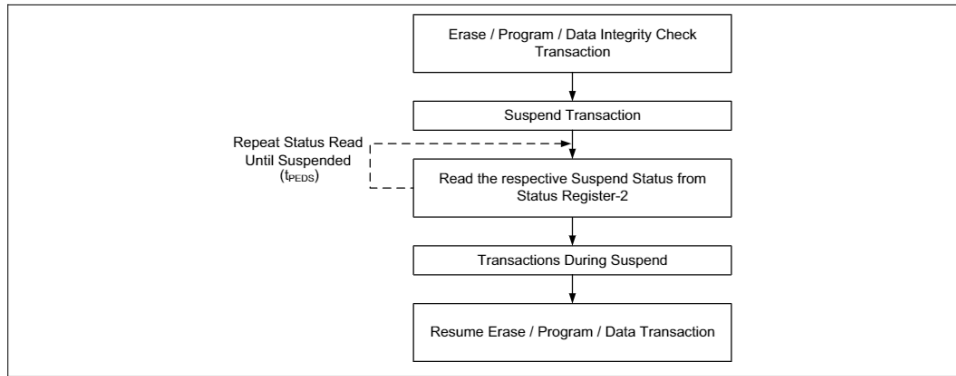 Erase / Program / Data Integrity Check
Transaction
Suspend Transaction
Repeat Status Read
Until Suspended
(tPEDS)
Read the respective Suspend Status from
Status Register-2
Transactions During Suspend
Resume Erase / Program / Data Transaction